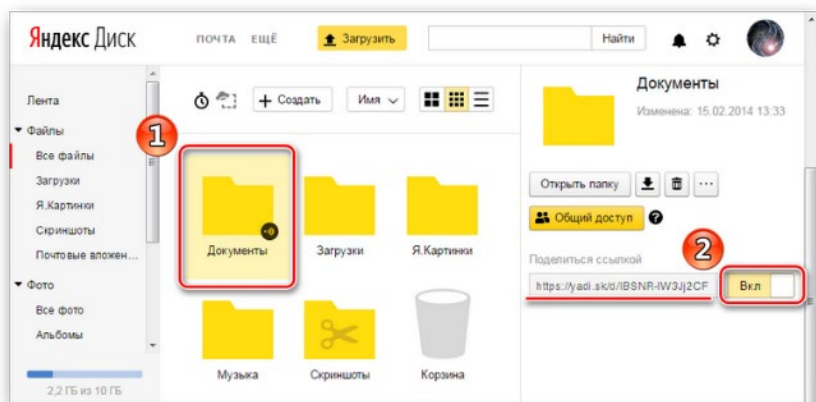 Яндекс Диск
ПОЧТА ЕЩЁ
Загрузить
Найти
Лента
Файлы
Все файлы
Загрузки
Я.Картинки
Скриншоты
Почтовые вложен...
Фото
Все фото
Альбомы
2,2 ГБ из 10 ГБ
+ Создать
Имя
1
Документы
Загрузки
Я.Картинки
Музыка
Скриншоты
Корзина
Документы
Изменена: 15.02.2014 13:33
Открыть папку
Общий доступ
?
2
Поделиться ссылкой
https://yadi.sk/d/IBSNR-IW3Jj2CF
Вкл